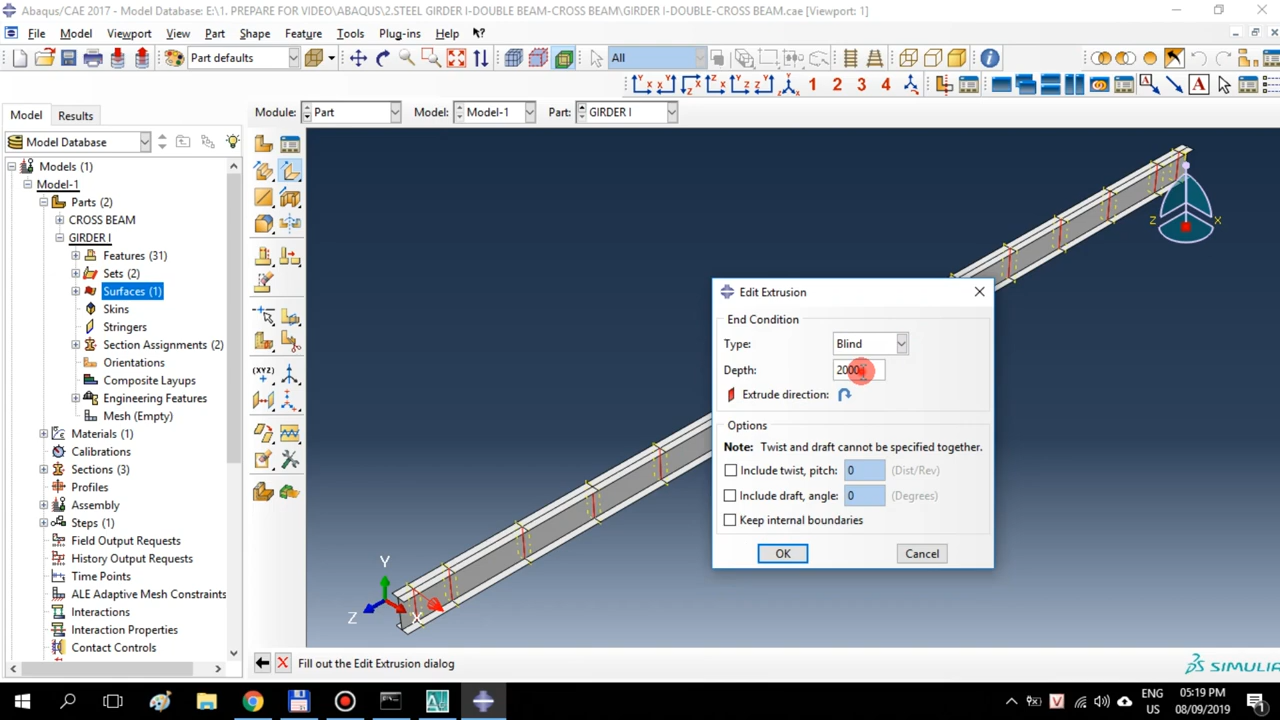 Abaqus/CAE 2017 - Model Database: E:\1. PREPARE FOR VIDEO\ABAQUS\2.STEEL GIRDER I-DOUBLE BEAM-CROSS BEAM\GIRDER I-DOUBLE-CROSS BEAM.cae [Viewport: 1]
File Model Viewport View Part Shape Feature Tools Plug-ins Help
Part defaults All
1 2 3 4 A
Model Results Module: Part Model: Model-1 Part: GIRDER I
Model Database
Models (1)
Model-1
Parts (2)
CROSS BEAM
GIRDER I
Features (31)
Sets (2)
Surfaces (1)
Skins
Stringers
Section Assignments (2)
Orientations
Composite Layups
Engineering Features
Mesh (Empty)
Materials (1)
Calibrations
Sections (3)
Profiles
Assembly
Steps (1)
Field Output Requests
History Output Requests
Time Points
ALE Adaptive Mesh Constraints
Interactions
Interaction Properties
Contact Controls
(XYZ)
Z X
Y
Z X
Edit Extrusion
End Condition
Type: Blind
Depth: 2000
Extrude direction:
Options
Note: Twist and draft cannot be specified together.
Include twist, pitch: 0 (Dist/Rev)
Include draft, angle: 0 (Degrees)
Keep internal boundaries
OK Cancel
Fill out the Edit Extrusion dialog
SIMULIA
ENG 05:19 PM
US 08/09/2019